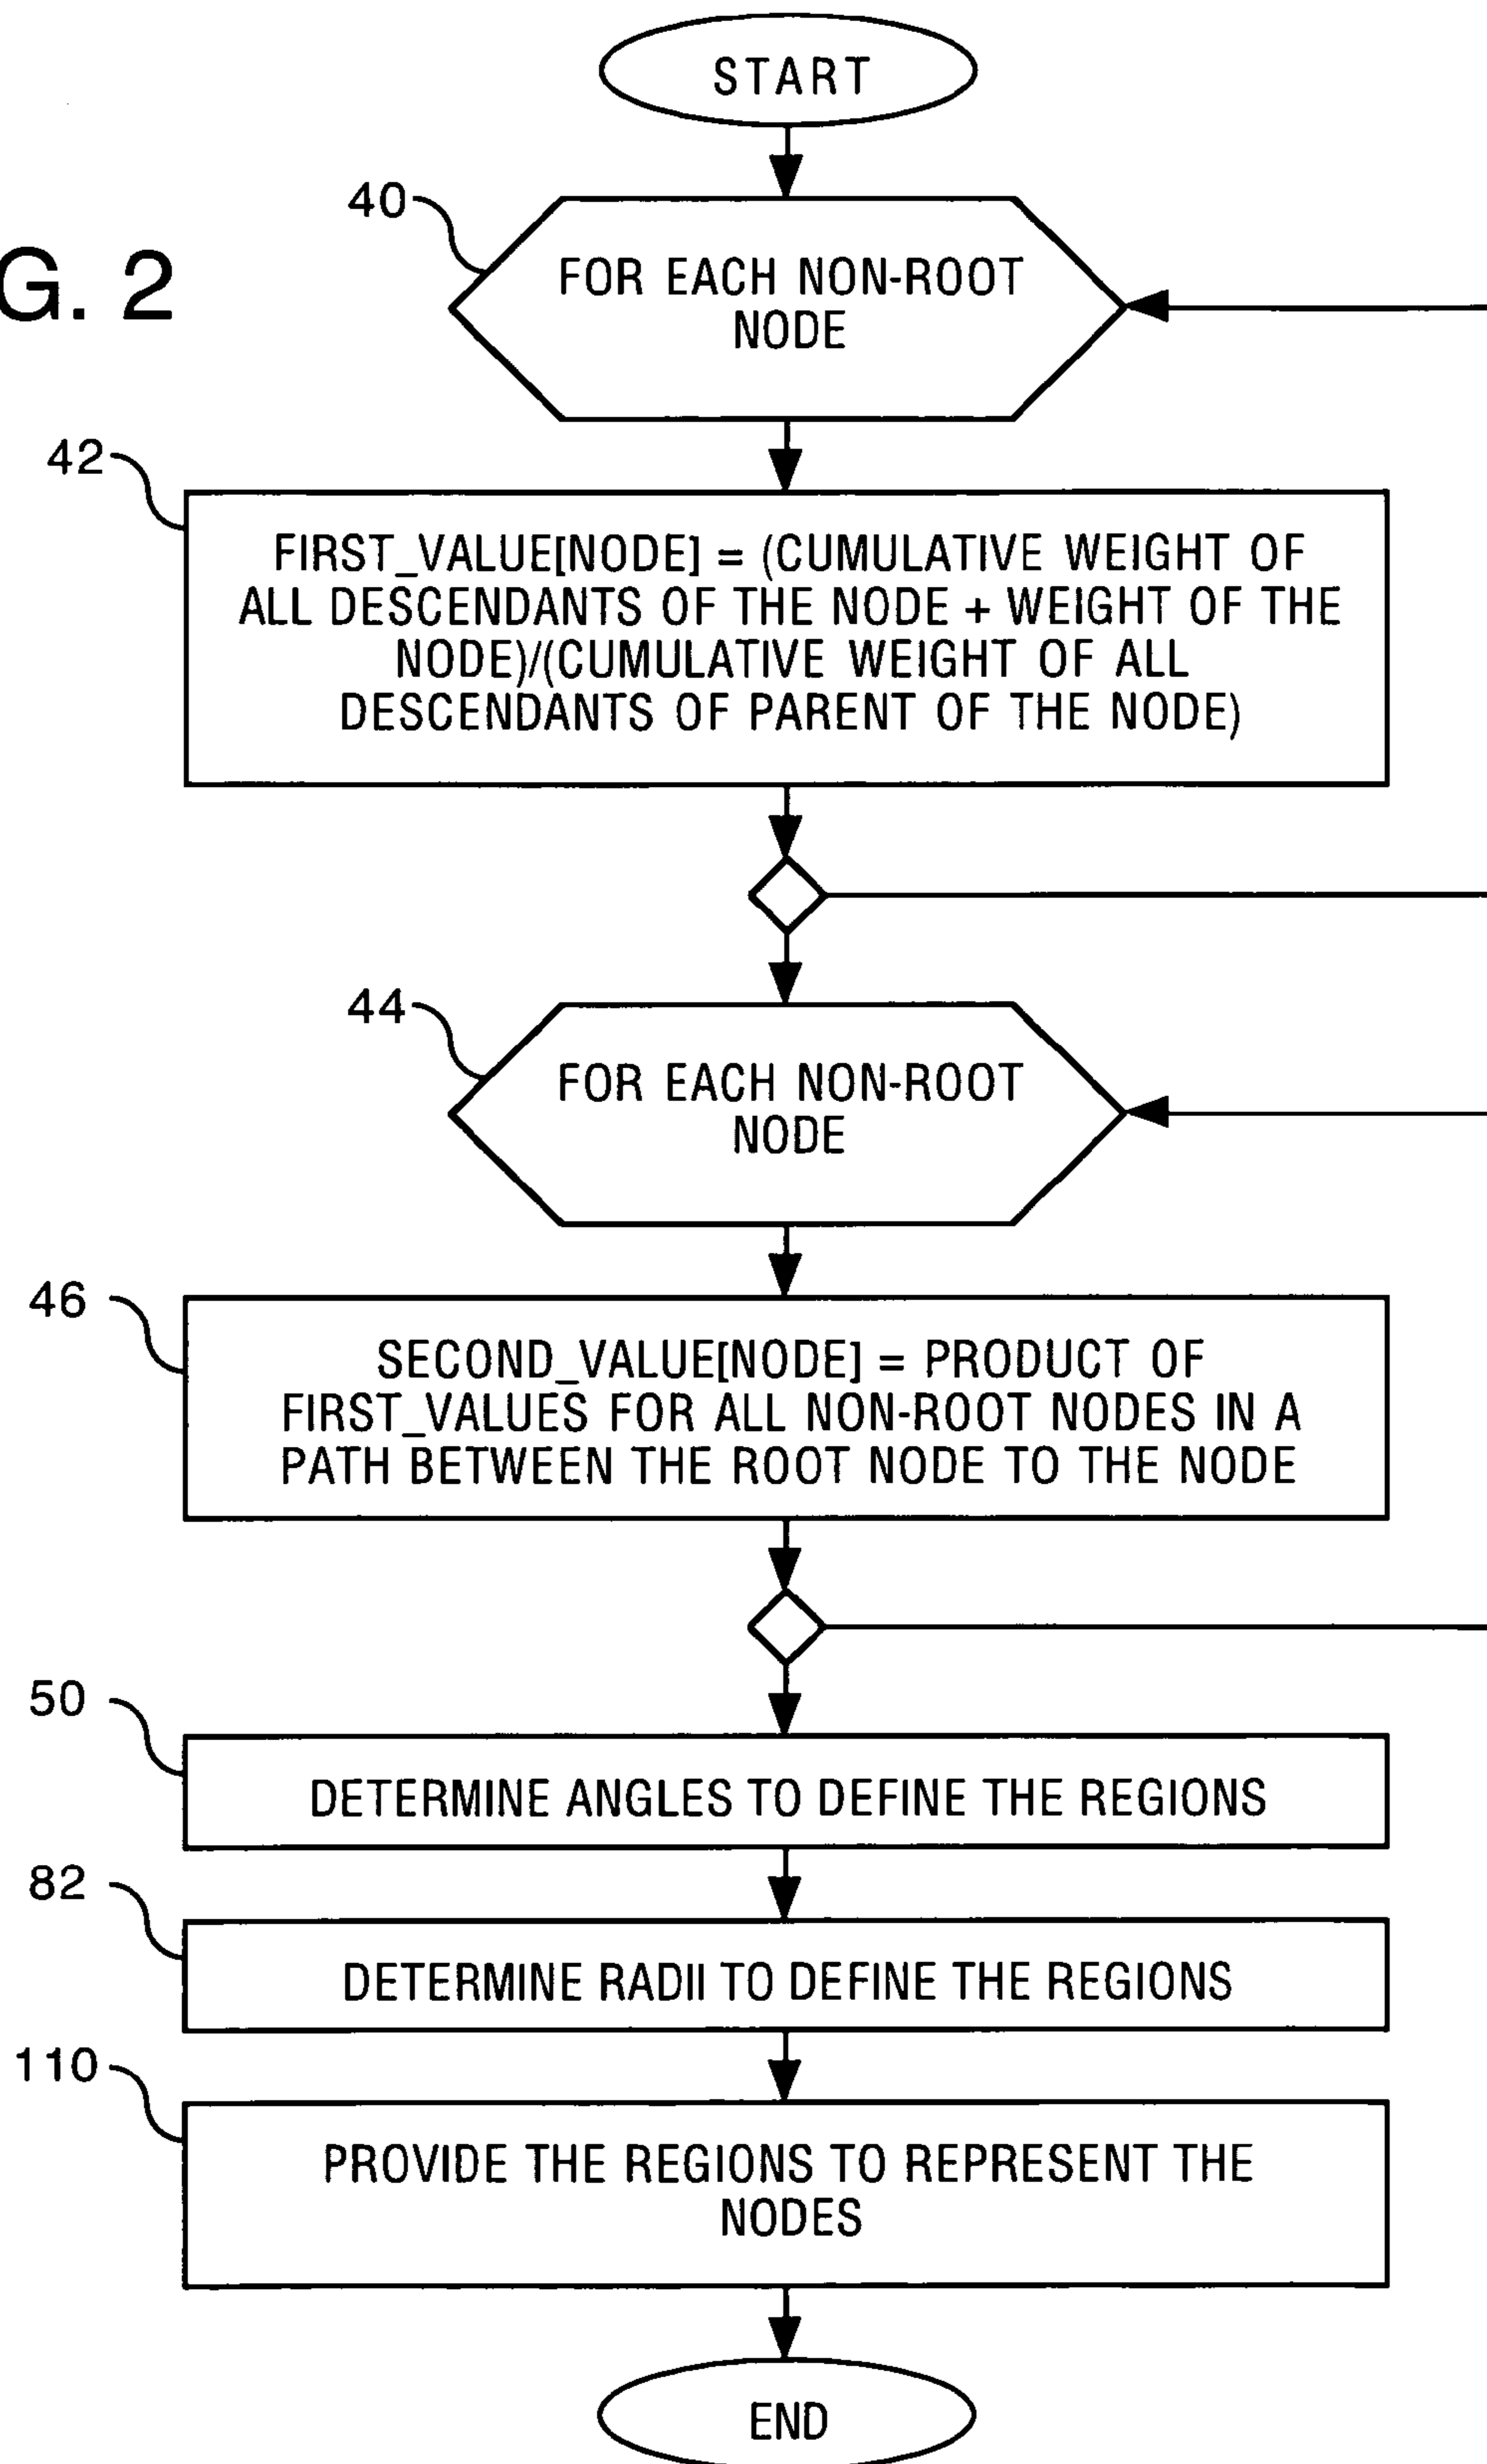 START
40
FOR EACH NON-ROOT
NODE
G. 2
42
FIRST_VALUE[NODE] = (CUMULATIVE WEIGHT OF
ALL DESCENDANTS OF THE NODE + WEIGHT OF THE
NODE)/(CUMULATIVE WEIGHT OF ALL
DESCENDANTS OF PARENT OF THE NODE)
44
FOR EACH NON-ROOT
NODE
46
SECOND_VALUE[NODE] = PRODUCT OF
FIRST_VALUES FOR ALL NON-ROOT NODES IN A
PATH BETWEEN THE ROOT NODE TO THE NODE
50
DETERMINE ANGLES TO DEFINE THE REGIONS
82
DETERMINE RADII TO DEFINE THE REGIONS
110
PROVIDE THE REGIONS TO REPRESENT THE
NODES
END